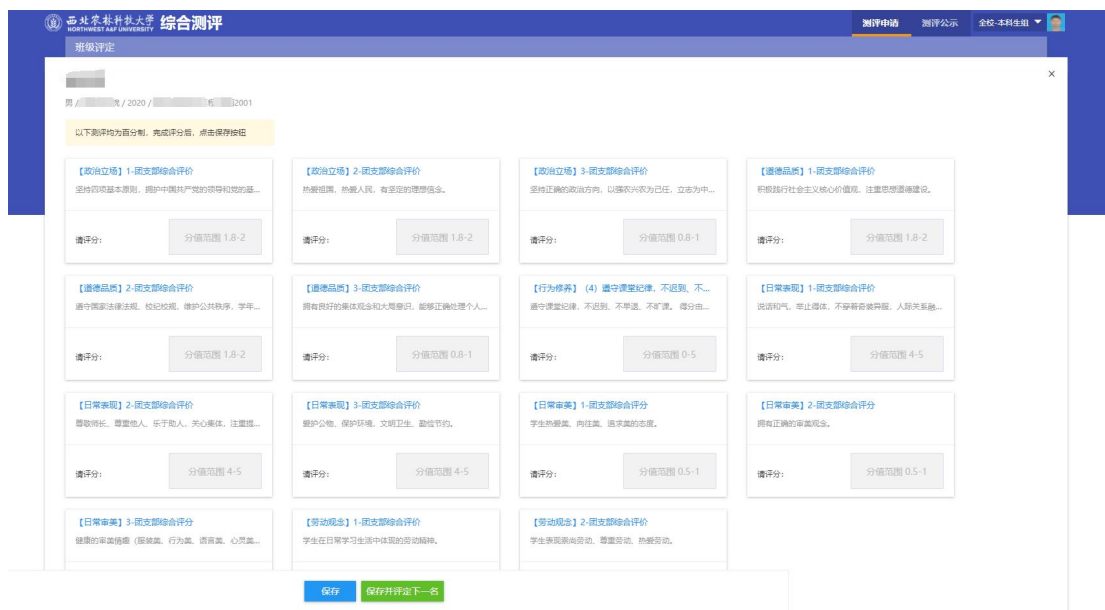 西北农林科技大学 综合测评
NORTHWEST A&F UNIVERSITY
测评申请 测评公示 全校-本科生组
班级评定
男 / / 2020 / 2001
以下测评均为百分制，完成评分后，点击保存按钮
【政治立场】1-团支部综合评价
坚持四项基本原则，拥护中国共产党的领导和党的基...
请评分： 分值范围 1.8-2
【政治立场】2-团支部综合评价
热爱祖国、热爱人民，有坚定的理想信念。
请评分： 分值范围 1.8-2
【政治立场】3-团支部综合评价
坚持正确的政治方向，以强农兴农为己任，立志为中...
请评分： 分值范围 0.8-1
【道德品质】1-团支部综合评价
积极践行社会主义核心价值观，注重思想道德建设。
请评分： 分值范围 1.8-2
【道德品质】2-团支部综合评价
遵守国家法律法规、校纪校规，维护公共秩序，学年...
请评分： 分值范围 1.8-2
【道德品质】3-团支部综合评价
拥有良好的集体观念和大局意识，能够正确处理个人...
请评分： 分值范围 0.8-1
【行为修养】（4）遵守课堂纪律，不迟到、不...
遵守课堂纪律，不迟到、不早退、不旷课。 得分由...
请评分： 分值范围 0-5
【日常表现】1-团支部综合评价
说话和气，举止得体，不穿着奇装异服，人际关系融...
请评分： 分值范围 4-5
【日常表现】2-团支部综合评价
尊敬师长、尊重他人、乐于助人、关心集体，注重提...
请评分： 分值范围 4-5
【日常表现】3-团支部综合评价
爱护公物、保护环境、文明卫生、勤俭节约。
请评分： 分值范围 4-5
【日常审美】1-团支部综合评分
学生热爱美、向往美、追求美的态度。
请评分： 分值范围 0.5-1
【日常审美】2-团支部综合评分
拥有正确的审美观念。
请评分： 分值范围 0.5-1
【日常审美】3-团支部综合评分
健康的审美情趣（服装美、行为美、语言美、心灵美...
【劳动观念】1-团支部综合评价
学生在日常学习生活中体现的劳动精神。
【劳动观念】2-团支部综合评价
学生表现崇尚劳动、尊重劳动、热爱劳动。
保存 保存并评定下一名